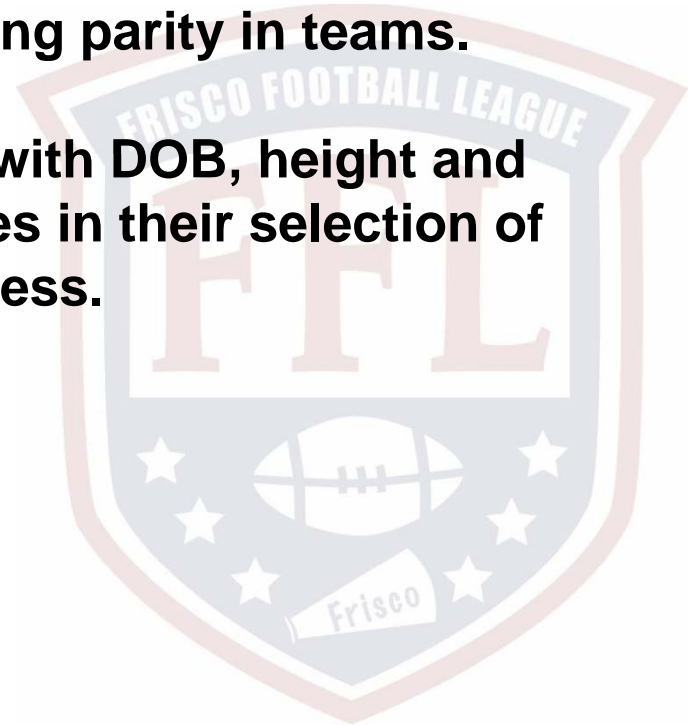 ng parity in teams.
FRISCO FOOTBALL LEAGUE
with DOB, height and
es in their selection of
ess.
FFL
Frisco